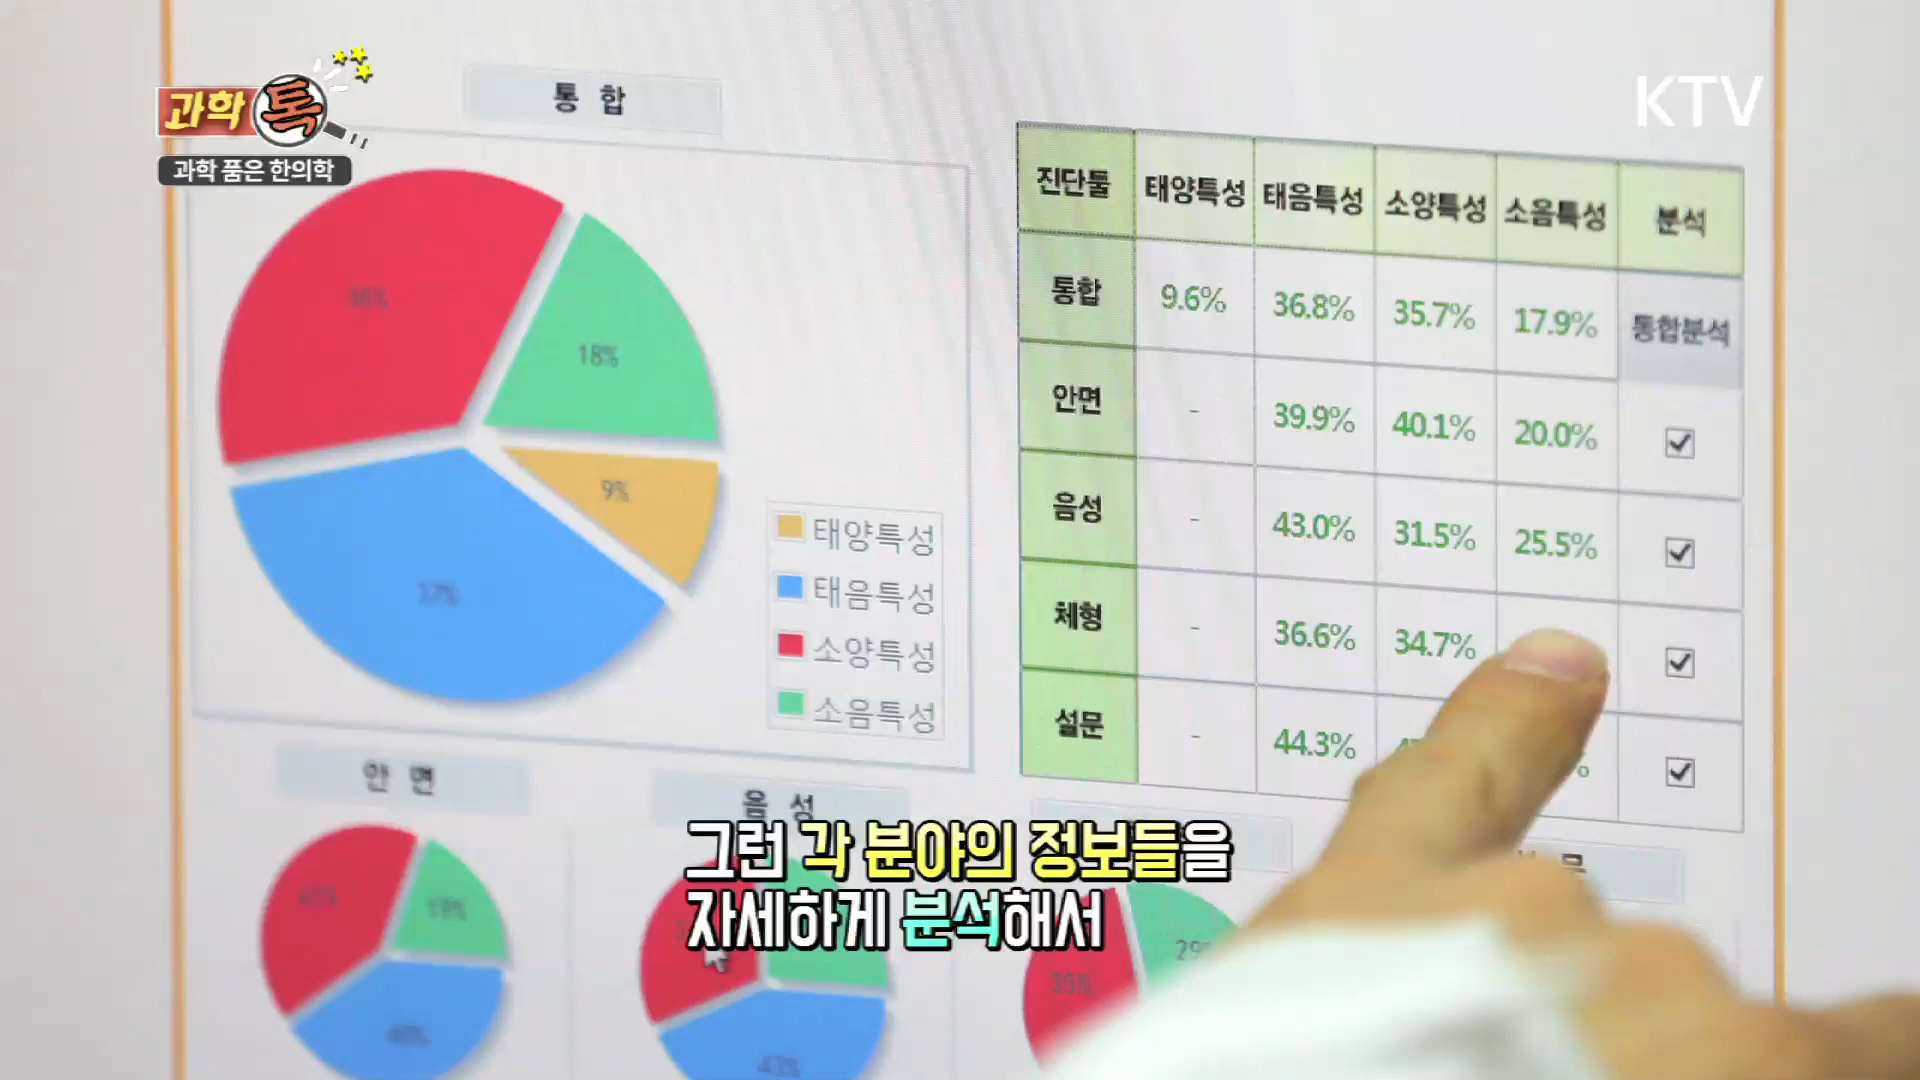 과학 톡
과학 품은 한의학
KTV
통 합
36%
18%
9%
37%
태양특성
태음특성
소양특성
소음특성
진단툴 태양특성 태음특성 소양특성 소음특성 분석
통합 9.6% 36.8% 35.7% 17.9% 통합분석
안면 - 39.9% 40.1% 20.0%
음성 - 43.0% 31.5% 25.5%
체형 - 36.6% 34.7%
설문 - 44.3%
안 면
음 성
43%
35%
그런 각 분야의 정보들을
자세하게 분석해서